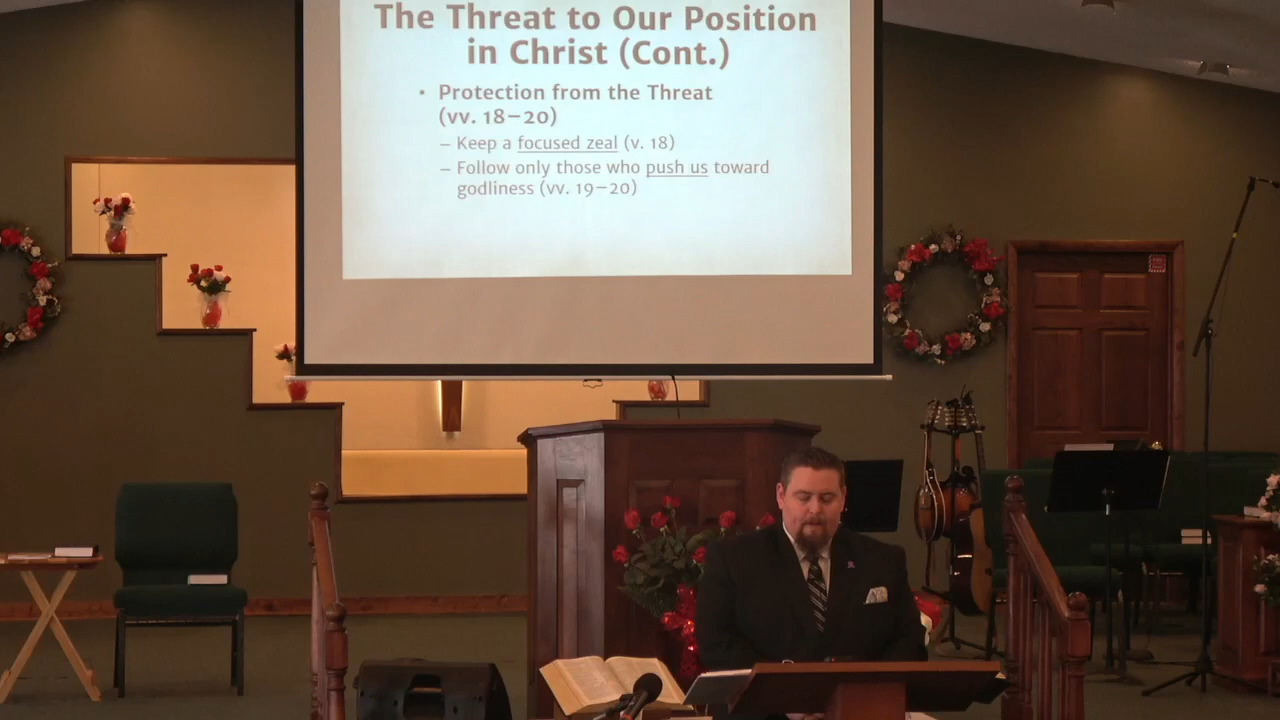 The Threat to Our Position
in Christ (Cont.)
• Protection from the Threat
(vv. 18–20)
– Keep a focused zeal (v. 18)
– Follow only those who push us toward
godliness (vv. 19–20)